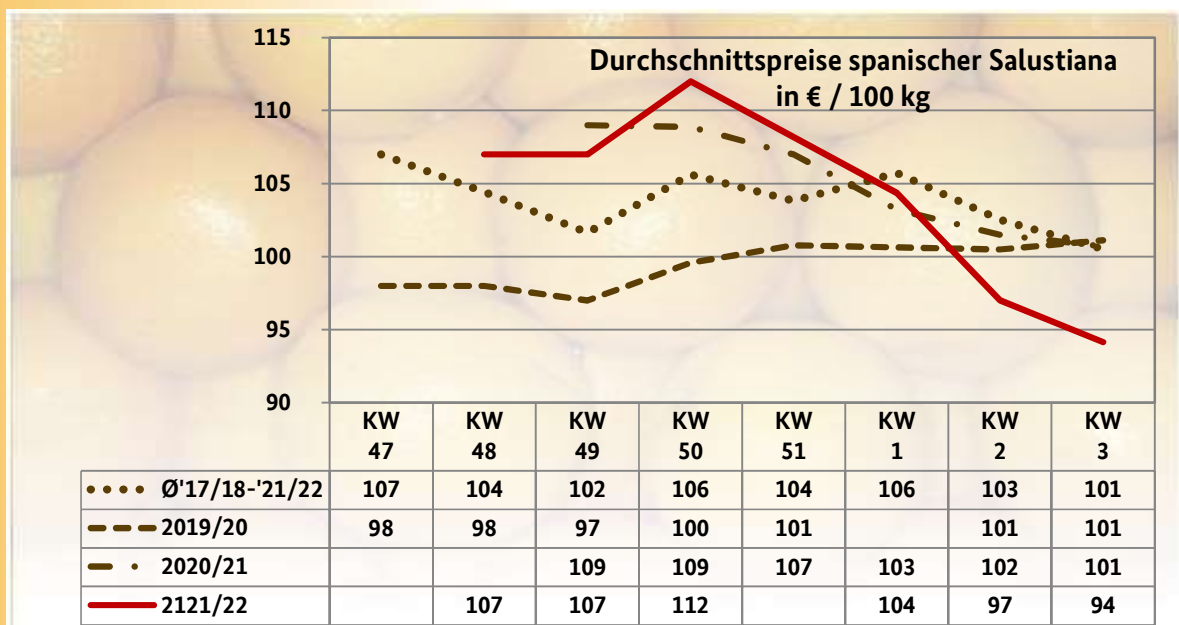 Durchschnittspreise spanischer Salustiana
in € / 100 kg
115
110
105
100
95
90
KW KW KW KW KW KW KW KW
47 48 49 50 51 1 2 3
Ø'17/18-'21/22 107 104 102 106 104 106 103 101
2019/20 98 98 97 100 101 101 101
2020/21 109 109 107 103 102 101
2121/22 107 107 112 104 97 94